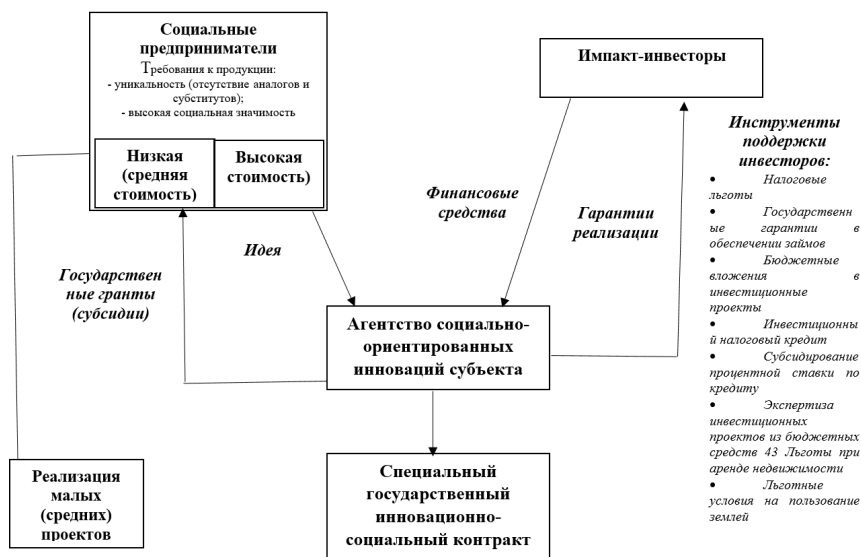 Социальные
предприниматели
Требования к продукции:
- уникальность (отсутствие аналогов и
субститутов);
- высокая социальная значимость
Низкая
(средняя
стоимость)
Высокая
стоимость)
Импакт-инвесторы
Инструменты
поддержки
инвесторов:
• Налоговые
льготы
• Государственн
ые гарантии в
обеспечении займов
• Бюджетные
вложения в
инвестиционные
проекты
• Инвестиционны
й налоговый кредит
• Субсидирование
процентной ставки по
кредиту
• Экспертиза
инвестиционных
проектов из бюджетных
средств 43 Льготы при
аренде недвижимости
• Льготные
условия на пользование
землей
Финансовые
средства
Гарантии
реализации
Идея
Государствен
ные гранты
(субсидии)
Агентство социально-
ориентированных
инноваций субъекта
Реализация
малых
(средних)
проектов
Специальный
государственный
инновационно-
социальный контракт